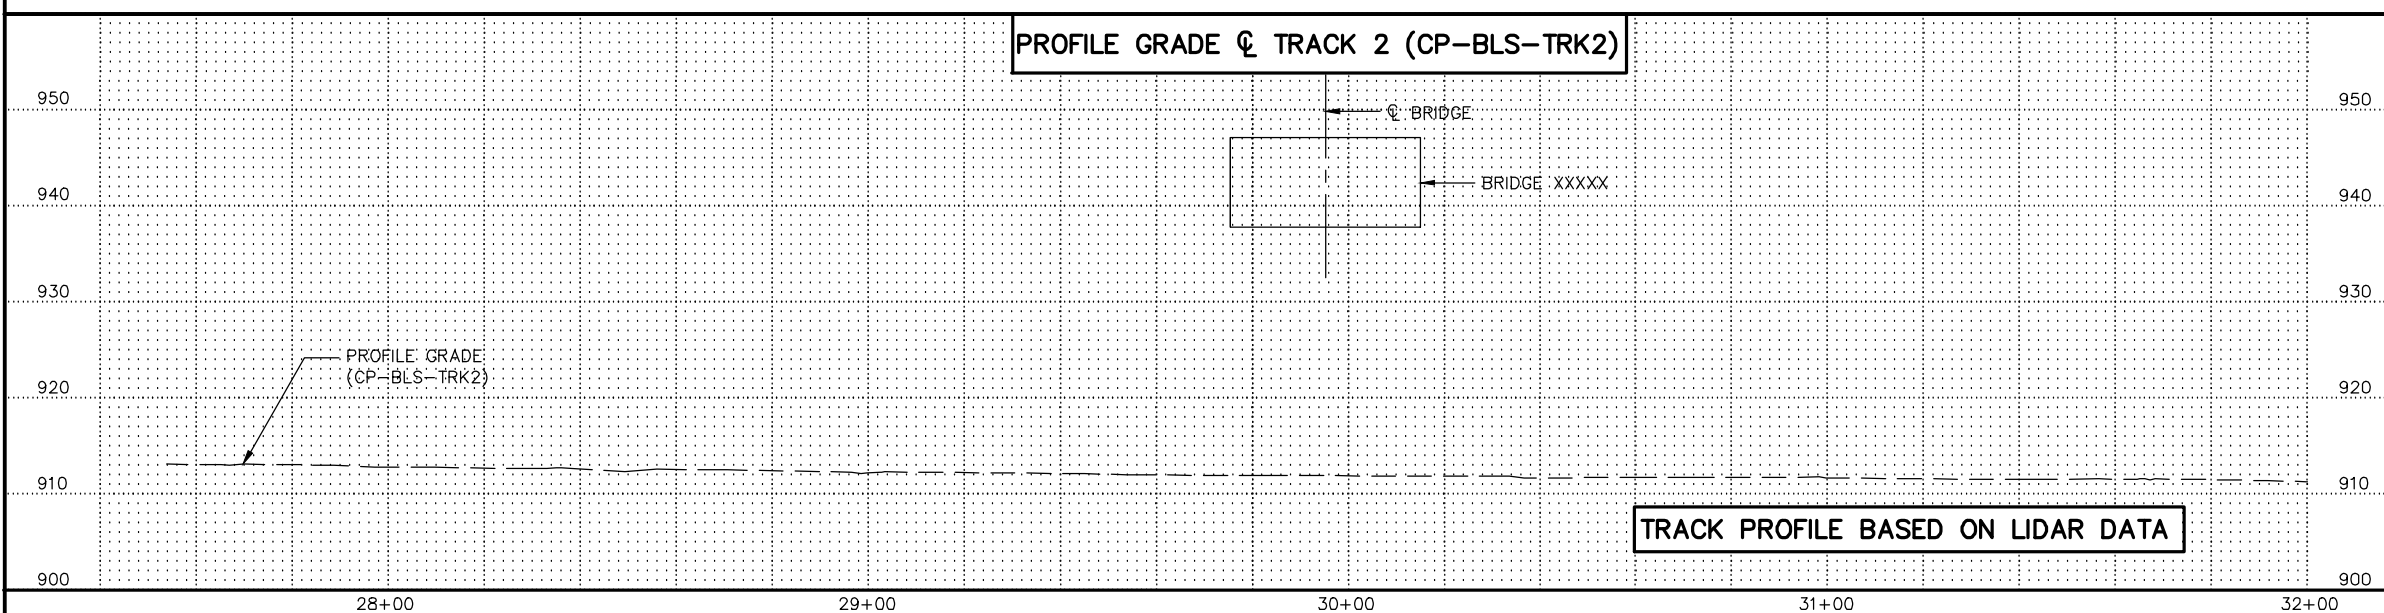 PROFILE GRADE ℄ TRACK 2 (CP-BLS-TRK2)
950
950
℄ BRIDGE
BRIDGE XXXXX
940
940
930
930
PROFILE GRADE
(CP-BLS-TRK2)
920
920
910
910
TRACK PROFILE BASED ON LIDAR DATA
900
900
28+00
29+00
30+00
31+00
32+00